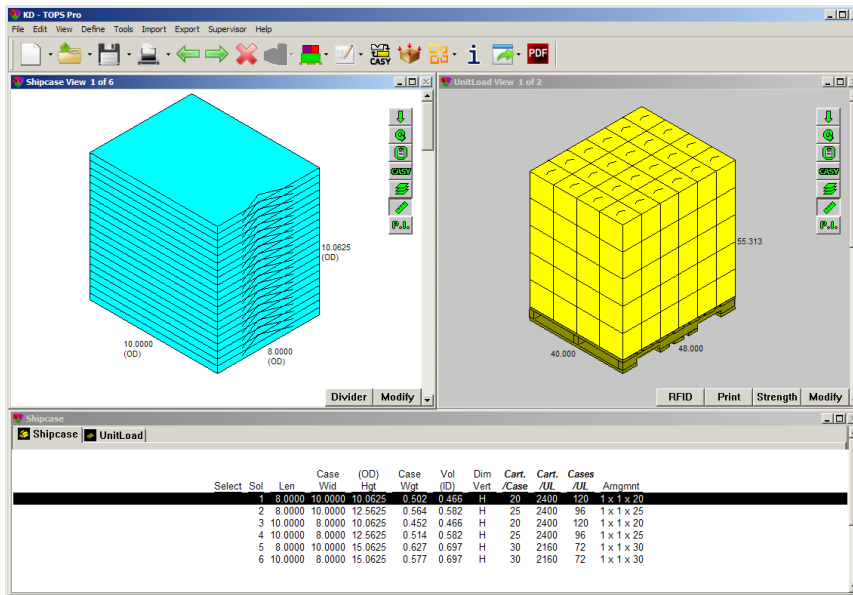 KD - TOPS Pro
File Edit View Define Tools Import Export Supervisor Help
CASY PDF
Shipcase View 1 of 6
CASY
P.I.
10.0625
(OD)
10.0000
(OD)
8.0000
(OD)
Divider Modify
UnitLoad View 1 of 2
CASY
P.I.
55.313
40.000
48.000
RFID Print Strength Modify
Shipcase
Shipcase UnitLoad
Case (OD) Case Vol Dim Cart. Cart. Cases
Select Sol Len Wid Hgt Wgt (ID) Vert /Case /UL /UL Arngmnt
1 8.0000 10.0000 10.0625 0.502 0.466 H 20 2400 120 1 x 1 x 20
2 8.0000 10.0000 12.5625 0.564 0.582 H 25 2400 96 1 x 1 x 25
3 10.0000 8.0000 10.0625 0.452 0.466 H 20 2400 120 1 x 1 x 20
4 10.0000 8.0000 12.5625 0.514 0.582 H 25 2400 96 1 x 1 x 25
5 8.0000 10.0000 15.0625 0.627 0.697 H 30 2160 72 1 x 1 x 30
6 10.0000 8.0000 15.0625 0.577 0.697 H 30 2160 72 1 x 1 x 30